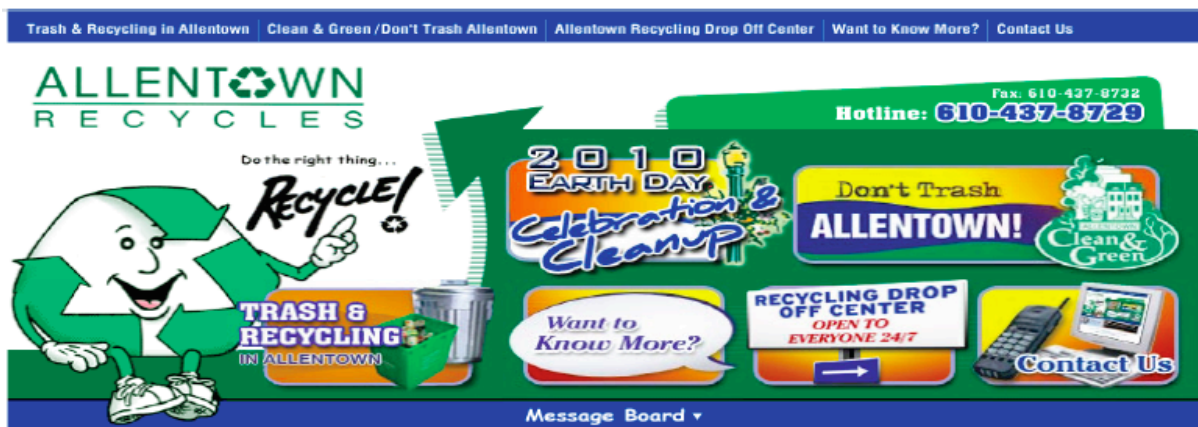 Trash & Recycling in Allentown
Clean & Green /Don't Trash Allentown
Allentown Recycling Drop Off Center
Want to Know More?
Contact Us
ALLENTOWN
RECYCLES
Fax: 610-437-8732
Hotline: 610-437-8729
Do the right thing...
RECYCLE!
2010
EARTH DAY
Celebration &
Cleanup
Don't Trash
ALLENTOWN!
ALLENTOWN
Clean &
Green
TRASH &
RECYCLING
IN ALLENTOWN
Want to
Know More?
RECYCLING DROP
OFF CENTER
OPEN TO
EVERYONE 24/7
Contact Us
Message Board